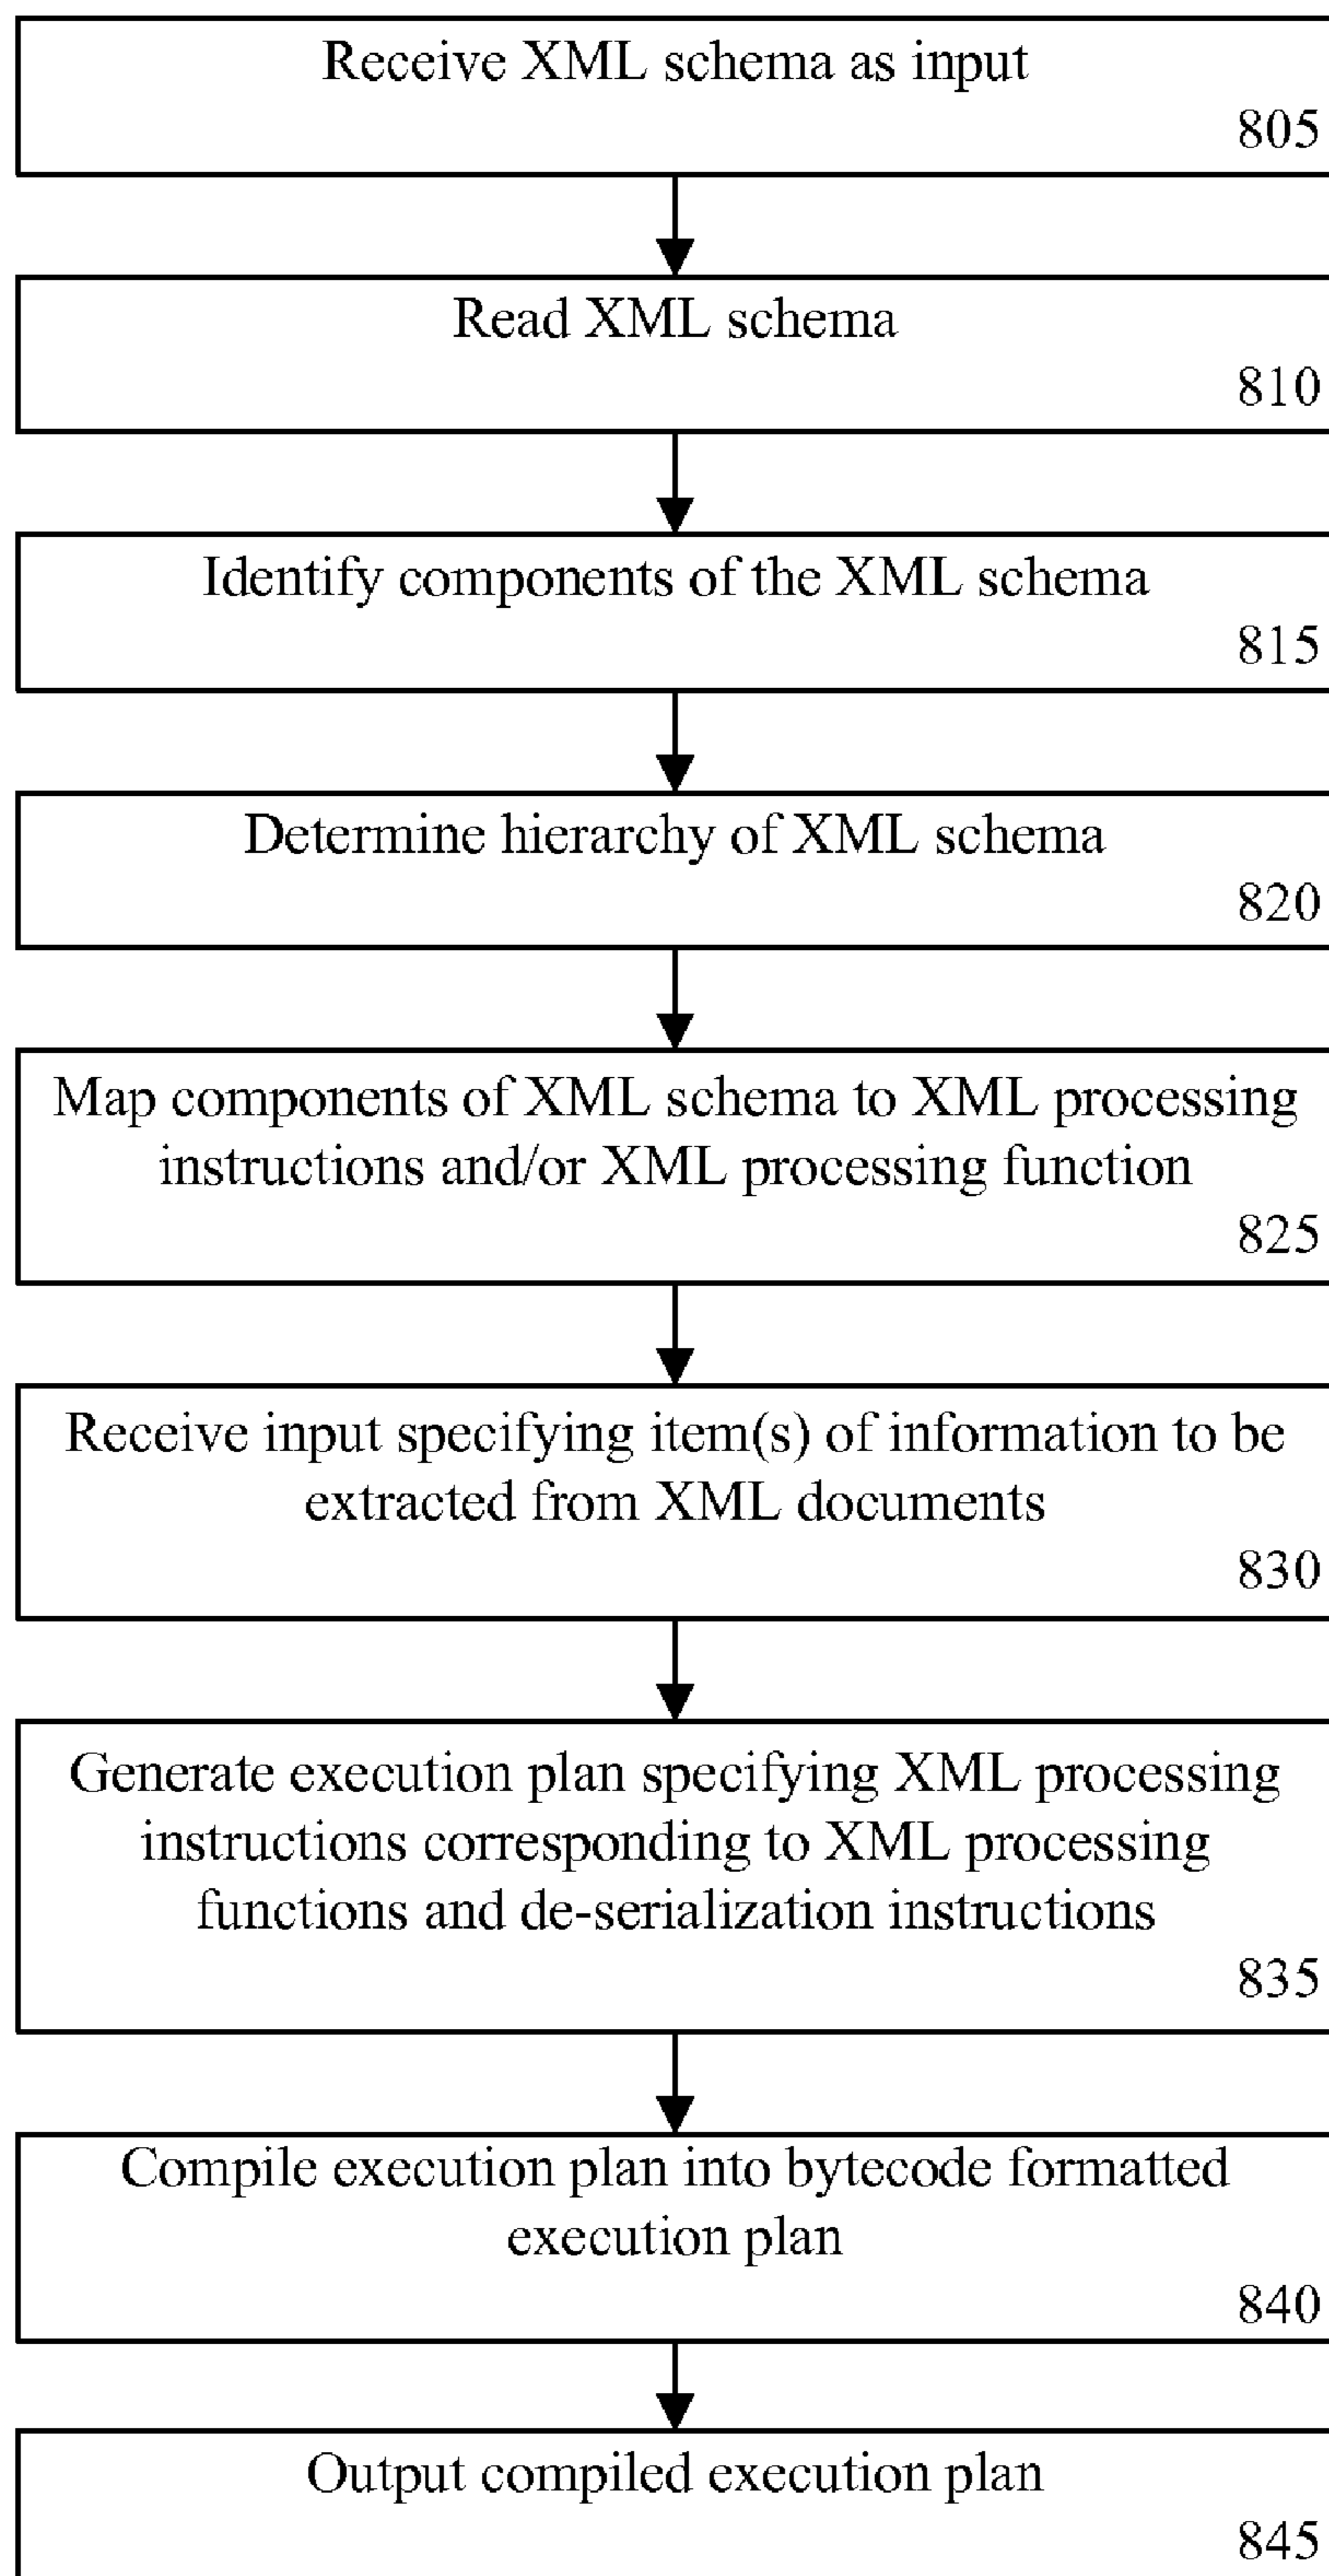 Receive XML schema as input
805
Read XML schema
810
Identify components of the XML schema
815
Determine hierarchy of XML schema
820
Map components of XML schema to XML processing
instructions and/or XML processing function
825
Receive input specifying item(s) of information to be
extracted from XML documents
830
Generate execution plan specifying XML processing
instructions corresponding to XML processing
functions and de-serialization instructions
835
Compile execution plan into bytecode formatted
execution plan
840
Output compiled execution plan
845